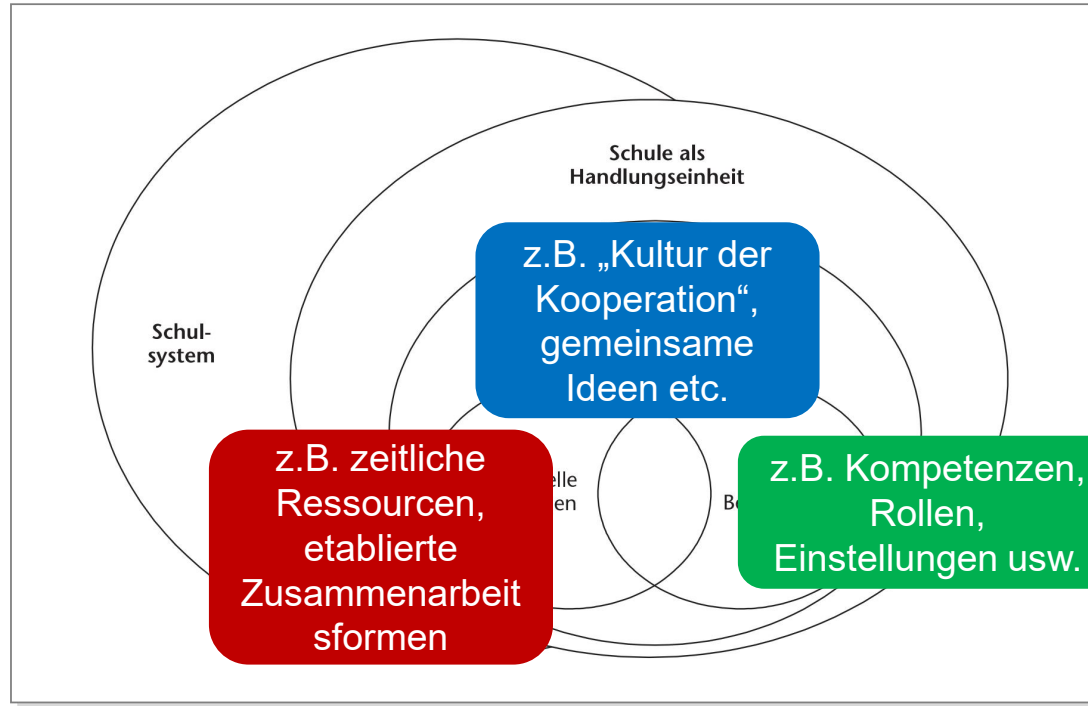 Schule als
Handlungseinheit
z.B. „Kultur der
Kooperation“,
gemeinsame
Ideen etc.
Schul-
system
z.B. zeitliche
Ressourcen,
etablierte
Zusammenarbeit
sformen
z.B. Kompetenzen,
Rollen,
Einstellungen usw.